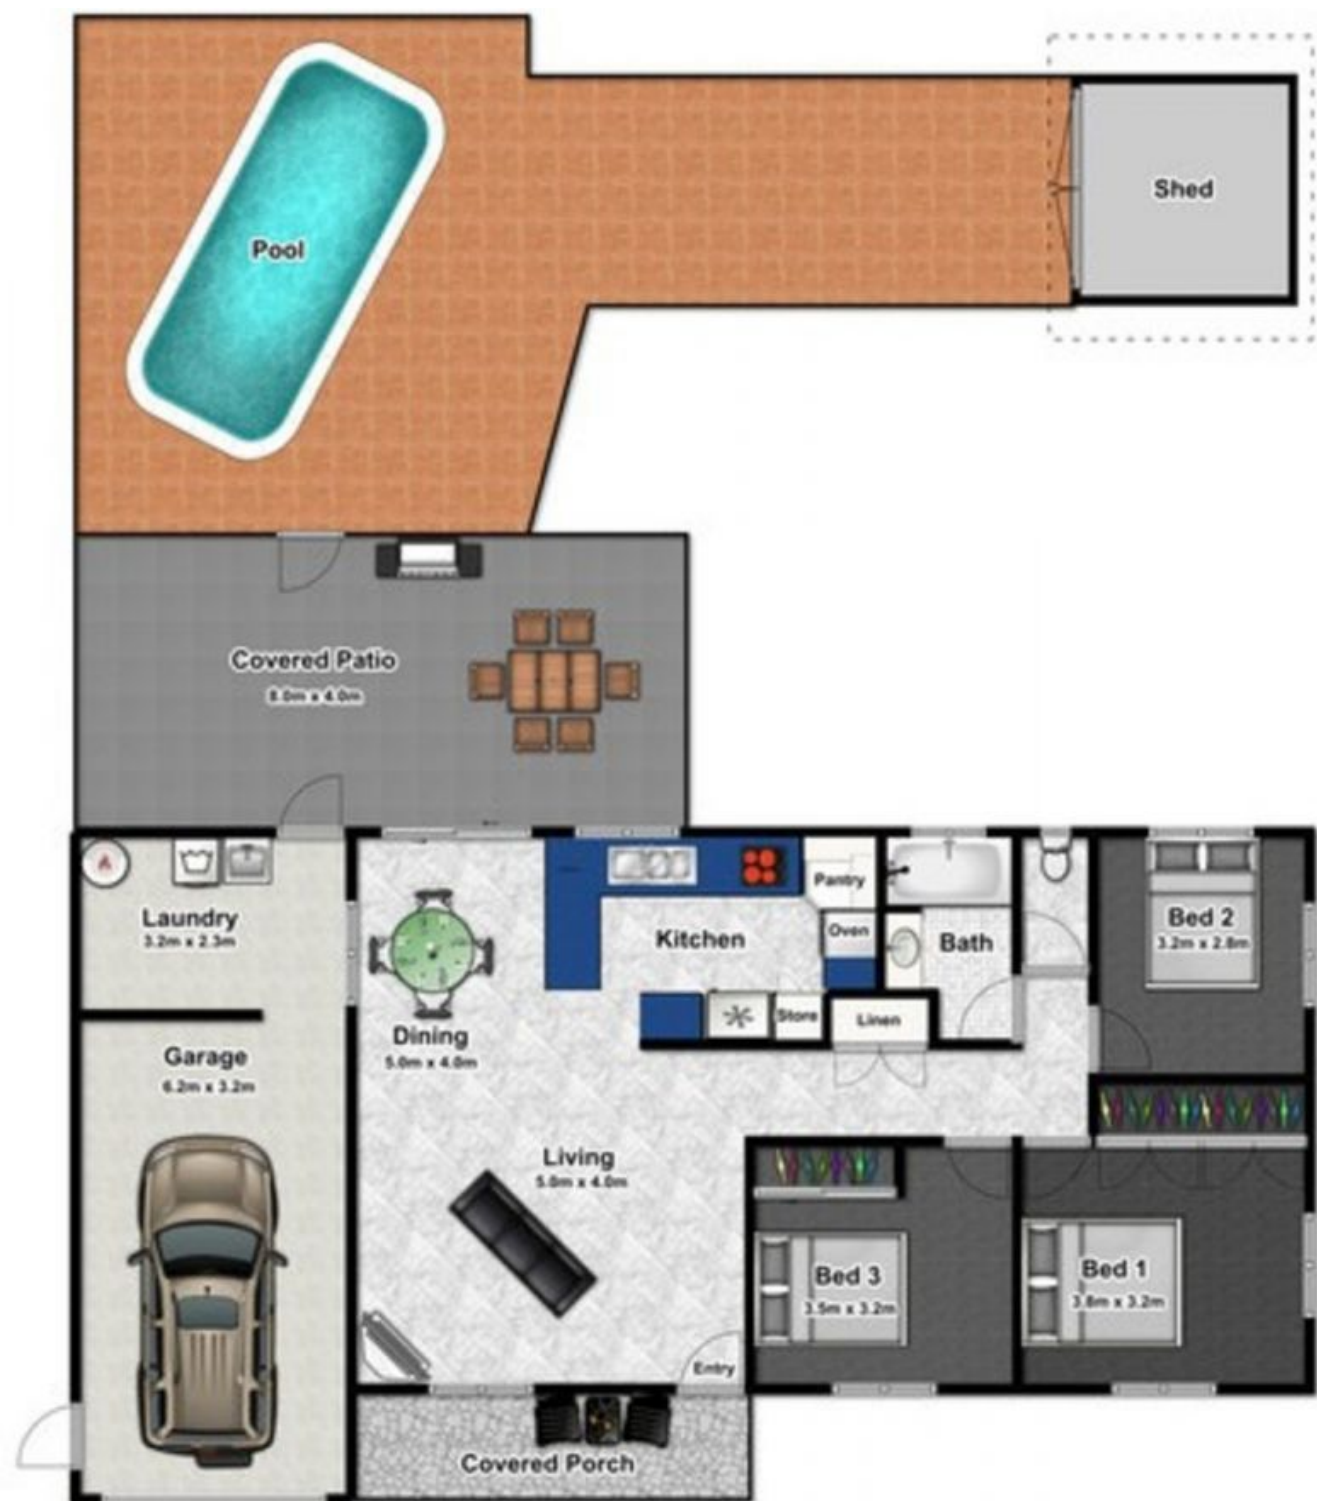 Pool
Shed
Covered Patio
8.0m x 4.0m
Laundry
3.2m x 2.3m
Kitchen
Pantry
Oven
Bath
Bed 2
3.2m x 2.8m
Dining
5.0m x 4.0m
Store
Linen
Garage
6.2m x 3.2m
Living
5.0m x 4.0m
Bed 3
3.5m x 3.2m
Bed 1
3.8m x 3.2m
Entry
Covered Porch